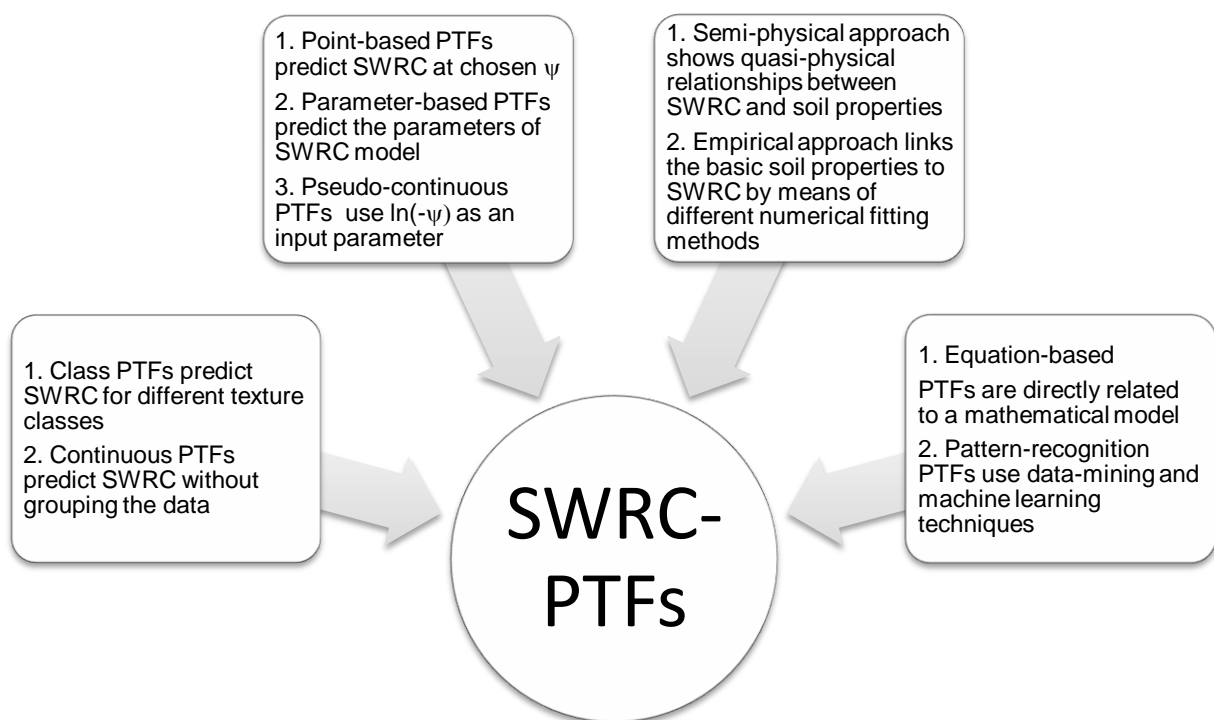 1. Point-based PTFs
predict SWRC at chosen ψ
2. Parameter-based PTFs
predict the parameters of
SWRC model
3. Pseudo-continuous
PTFs use ln(-ψ) as an
input parameter
1. Semi-physical approach
shows quasi-physical
relationships between
SWRC and soil properties
2. Empirical approach links
the basic soil properties to
SWRC by means of
different numerical fitting
methods
1. Class PTFs predict
SWRC for different texture
classes
2. Continuous PTFs
predict SWRC without
grouping the data
1. Equation-based
PTFs are directly related
to a mathematical model
2. Pattern-recognition
PTFs use data-mining and
machine learning
techniques
SWRC-
PTFs